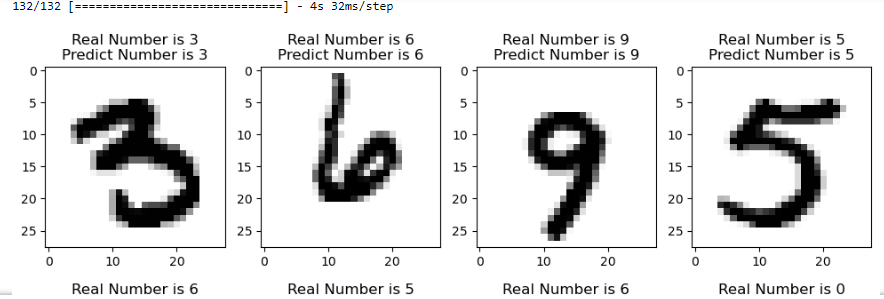 132/132 [==============================] - 4s 32ms/step
Real Number is 3 Real Number is 6 Real Number is 9 Real Number is 5
Predict Number is 3 Predict Number is 6 Predict Number is 9 Predict Number is 5
0 0 0 0
5 5 5 5
10 10 10 10
15 15 15 15
20 20 20 20
25 25 25 25
0 10 20 0 10 20 0 10 20 0 10 20
3 6 9 5
Real Number is 6 Real Number is 5 Real Number is 6 Real Number is 0